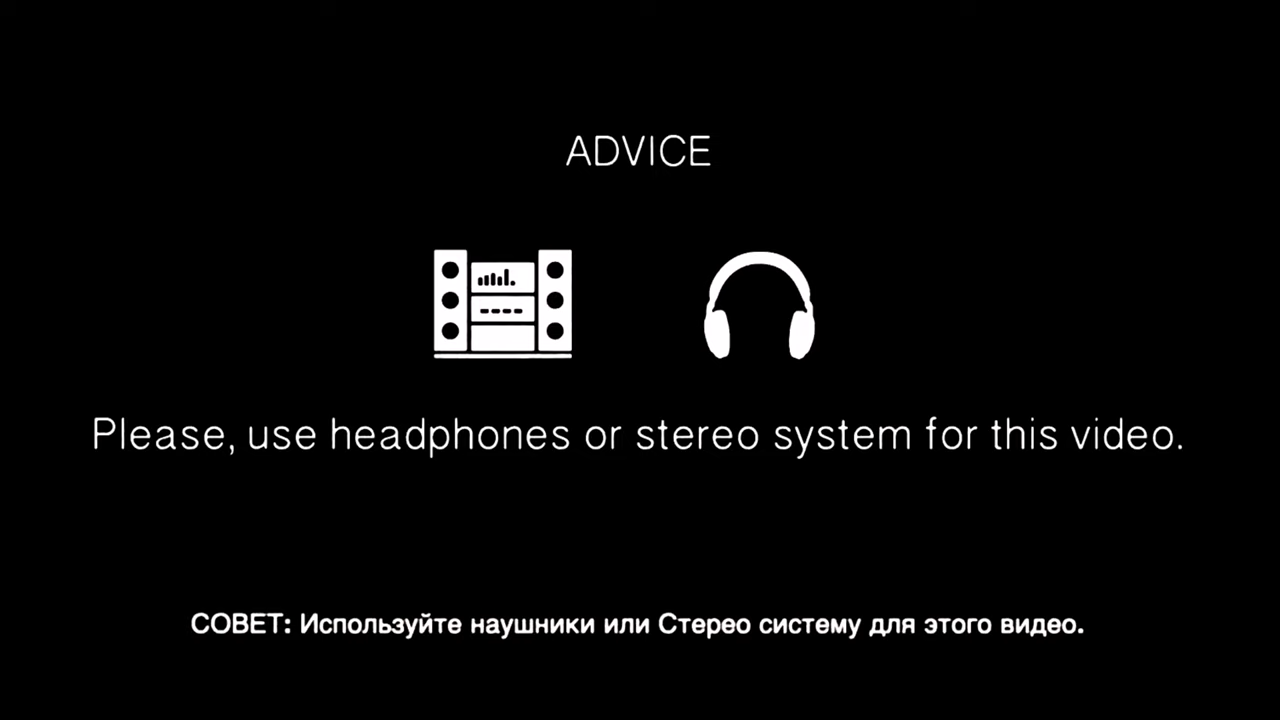 ADVICE
Please, use headphones or stereo system for this video.
СОВЕТ: Используйте наушники или Стерео систему для этого видео.